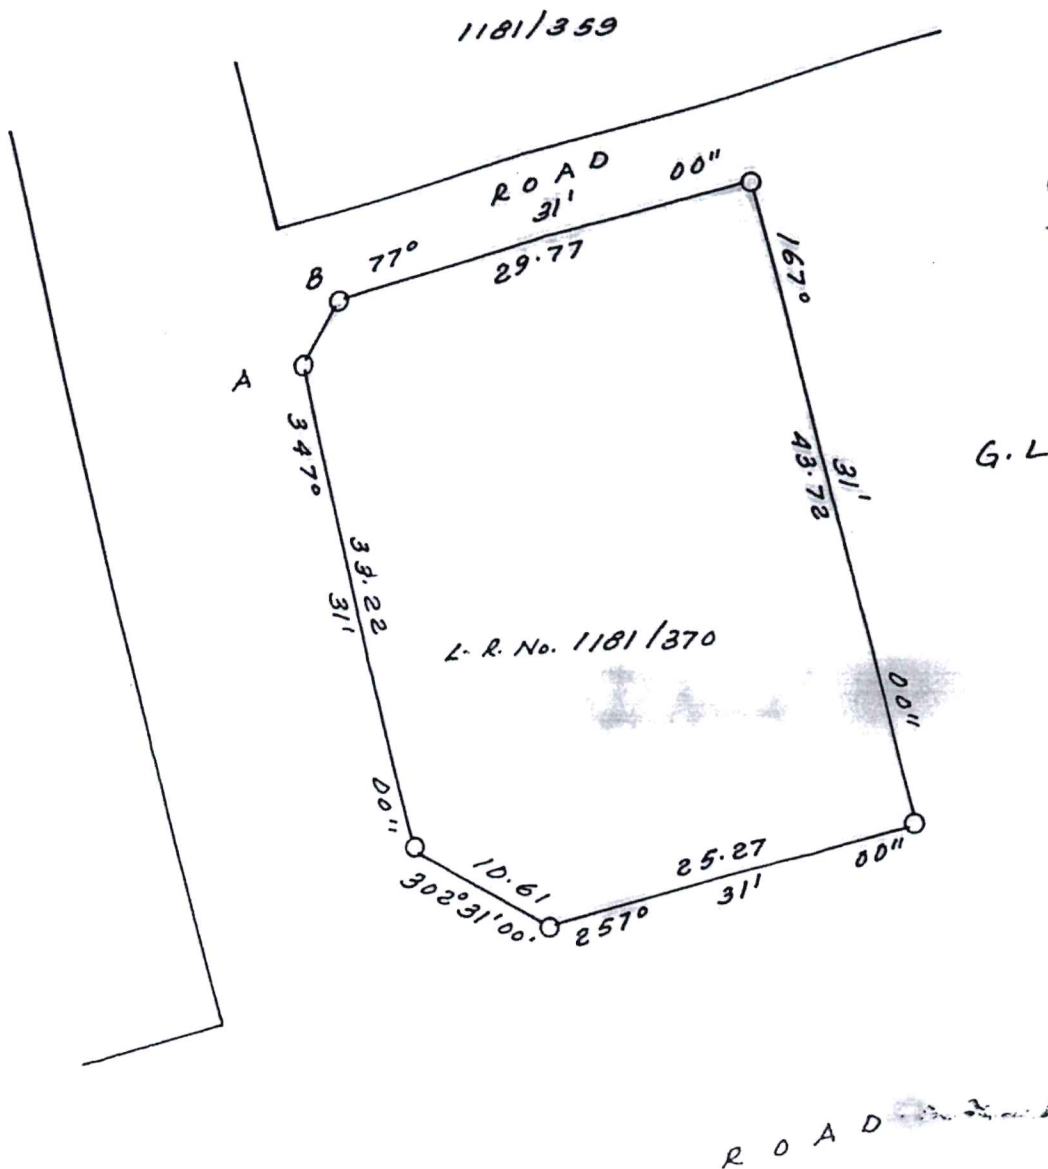 1181/359
ROAD
77° 31' 00"
29.77
B
A
167° 31' 00"
43.72
G. L
347° 31' 00"
33.22
L. R. No. 1181/370
10.61
302°31'00"
25.27
257° 31' 00"
ROAD